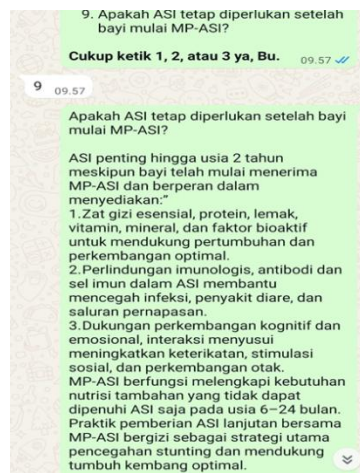 9. Apakah ASI tetap diperlukan setelah
bayi mulai MP-ASI?
Cukup ketik 1, 2, atau 3 ya, Bu.
09.57
9
09.57
Apakah ASI tetap diperlukan setelah bayi
mulai MP-ASI?
ASI penting hingga usia 2 tahun
meskipun bayi telah mulai menerima
MP-ASI dan berperan dalam
menyediakan:"
1.Zat gizi esensial, protein, lemak,
vitamin, mineral, dan faktor bioaktif
untuk mendukung pertumbuhan dan
perkembangan optimal.
2.Perlindungan imunologis, antibodi dan
sel imun dalam ASI membantu
mencegah infeksi, penyakit diare, dan
saluran pernapasan.
3.Dukungan perkembangan kognitif dan
emosional, interaksi menyusui
meningkatkan keterikatan, stimulasi
sosial, dan perkembangan otak.
MP-ASI berfungsi melengkapi kebutuhan
nutrisi tambahan yang tidak dapat
dipenuhi ASI saja pada usia 6–24 bulan.
Praktik pemberian ASI lanjutan bersama
MP-ASI bergizi sebagai strategi utama
pencegahan stunting dan mendukung
tumbuh kembang optimal.